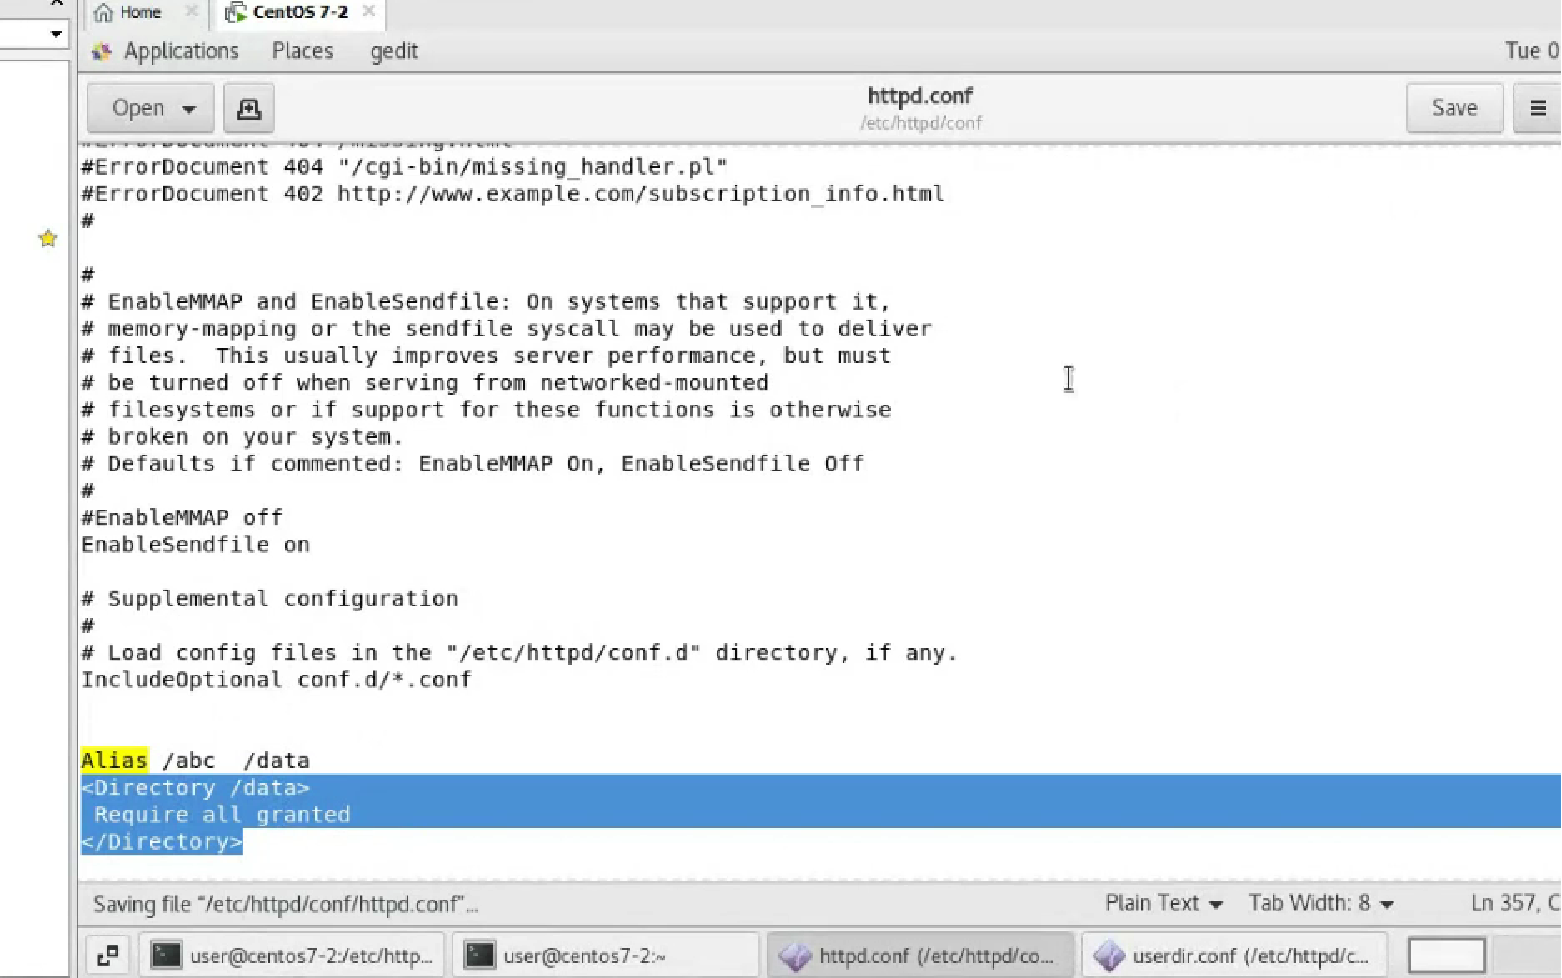 Home
CentOS 7-2
Applications Places gedit
Tue 0
Open
httpd.conf
/etc/httpd/conf
Save
#ErrorDocument 404 "/cgi-bin/missing_handler.pl"
#ErrorDocument 402 http://www.example.com/subscription_info.html
#
#
# EnableMMAP and EnableSendfile: On systems that support it,
# memory-mapping or the sendfile syscall may be used to deliver
# files.  This usually improves server performance, but must
# be turned off when serving from networked-mounted
# filesystems or if support for these functions is otherwise
# broken on your system.
# Defaults if commented: EnableMMAP On, EnableSendfile Off
#
#EnableMMAP off
EnableSendfile on
# Supplemental configuration
#
# Load config files in the "/etc/httpd/conf.d" directory, if any.
IncludeOptional conf.d/*.conf
Alias /abc  /data
<Directory /data>
 Require all granted
</Directory>
Saving file “/etc/httpd/conf/httpd.conf”...
Plain Text
Tab Width: 8
Ln 357, C
user@centos7-2:/etc/http...
user@centos7-2:~
httpd.conf (/etc/httpd/co...
userdir.conf (/etc/httpd/c...